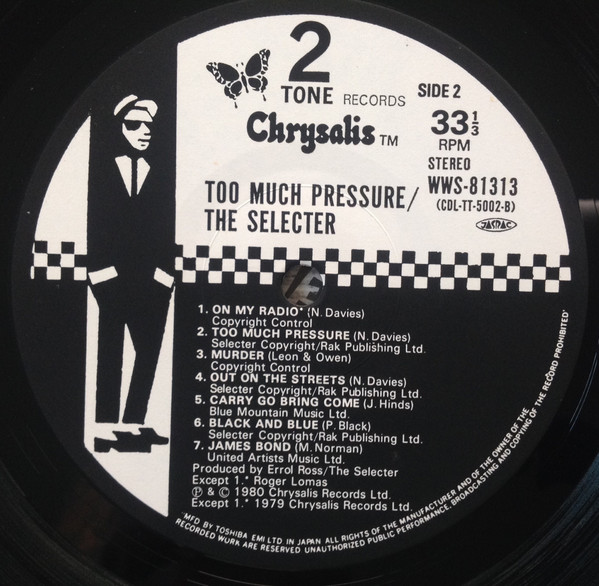 2
TONE RECORDS
SIDE 2
Chrysalis TM
33 1/3
RPM
STEREO
WWS-81313
(CDL-TT-5002-B)
JASRAC
TOO MUCH PRESSURE/
THE SELECTER
1. ON MY RADIO* (N. Davies)
Copyright Control
2. TOO MUCH PRESSURE (N. Davies)
Selecter Copyright/Rak Publishing Ltd.
3. MURDER (Leon & Owen)
Copyright Control
4. OUT ON THE STREETS (N. Davies)
Selecter Copyright/Rak Publishing Ltd.
5. CARRY GO BRING COME (J. Hinds)
Blue Mountain Music Ltd.
6. BLACK AND BLUE (P. Black)
Selecter Copyright/Rak Publishing Ltd.
7. JAMES BOND (M. Norman)
United Artists Music Ltd.
Produced by Errol Ross/The Selecter
Except 1.* Roger Lomas
℗ & © 1980 Chrysalis Records Ltd.
Except 1.* 1979 Chrysalis Records Ltd.
"MFD BY TOSHIBA EMI LTD IN JAPAN ALL RIGHTS OF THE MANUFACTURER AND OF THE OWNER OF THE
RECORDED WORK ARE RESERVED UNAUTHORIZED PUBLIC PERFORMANCE. BROADCASTING AND COPYING OF THE RECORD PROHIBITED"